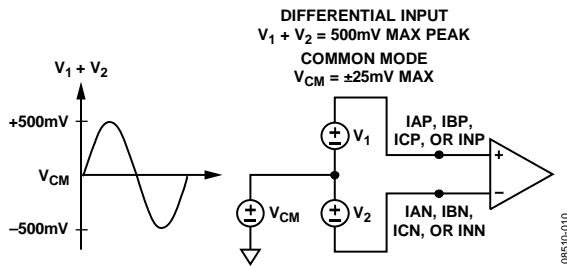 DIFFERENTIAL INPUT
V1 + V2 = 500mV MAX PEAK
COMMON MODE
VCM = ±25mV MAX
V1 + V2
+500mV
VCM
–500mV
V1
VCM
V2
IAP, IBP,
ICP, OR INP
+
–
IAN, IBN,
ICN, OR INN
08510-010